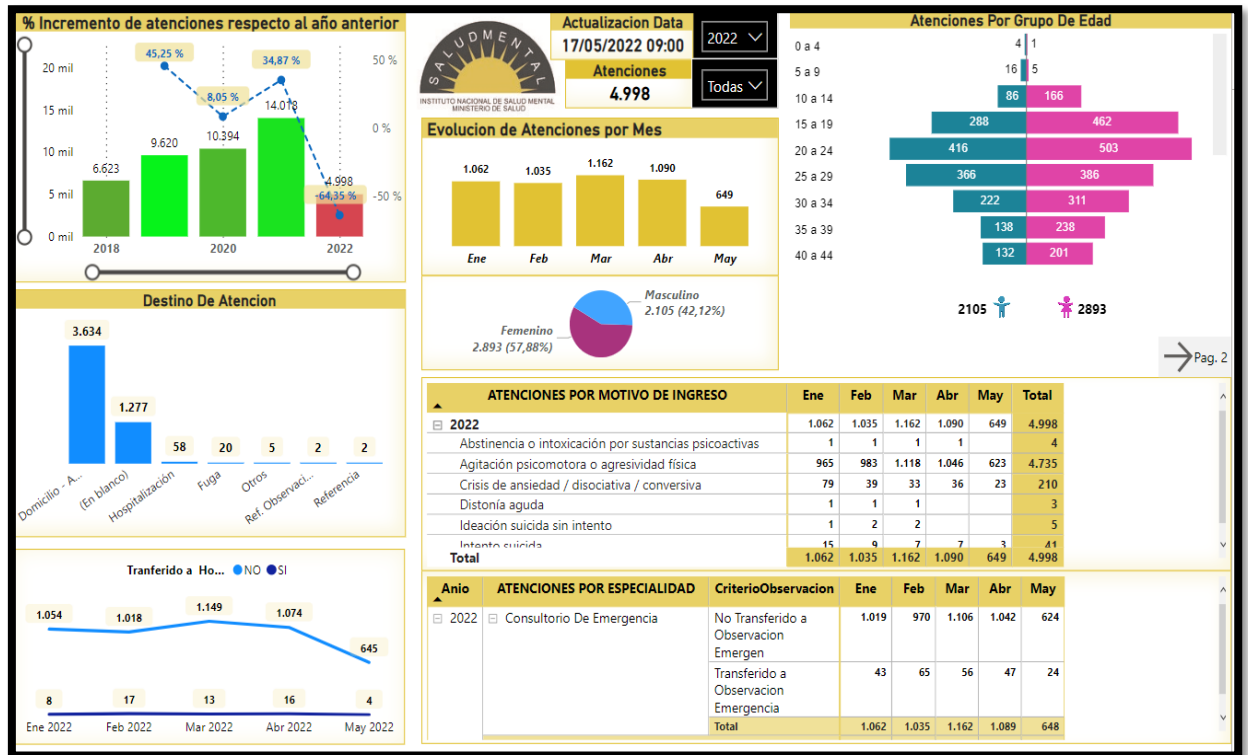 % Incremento de atenciones respecto al año anterior
45,25 %
34,87 %
8,05 %
-64,35 %
20 mil
15 mil
10 mil
5 mil
0 mil
50 %
0 %
-50 %
6.623
9.620
10.394
14.018
4.998
2018
2020
2022
SALUDMENTAL
INSTITUTO NACIONAL DE SALUD MENTAL
MINISTERIO DE SALUD
Actualizacion Data
17/05/2022 09:00
Atenciones
4.998
2022
Todas
Evolucion de Atenciones por Mes
1.062
1.035
1.162
1.090
649
Ene
Feb
Mar
Abr
May
Masculino
2.105 (42,12%)
Femenino
2.893 (57,88%)
Atenciones Por Grupo De Edad
0 a 4 4 1
5 a 9 16 5
10 a 14 86 166
15 a 19 288 462
20 a 24 416 503
25 a 29 366 386
30 a 34 222 311
35 a 39 138 238
40 a 44 132 201
2105 2893
Pag. 2
Destino De Atencion
3.634
1.277
58
20
5
2
2
Domicilio - A...
(En blanco)
Hospitalización
Fuga
Otros
Ref. Observaci...
Referencia
Tranferido a Ho... NO SI
1.054
1.018
1.149
1.074
645
8
17
13
16
4
Ene 2022
Feb 2022
Mar 2022
Abr 2022
May 2022
ATENCIONES POR MOTIVO DE INGRESO Ene Feb Mar Abr May Total
2022 1.062 1.035 1.162 1.090 649 4.998
Abstinencia o intoxicación por sustancias psicoactivas 1 1 1 1 4
Agitación psicomotora o agresividad física 965 983 1.118 1.046 623 4.735
Crisis de ansiedad / disociativa / conversiva 79 39 33 36 23 210
Distonía aguda 1 1 1 3
Ideación suicida sin intento 1 2 2 5
Intento suicida 15 9 7 7 3 41
Total 1.062 1.035 1.162 1.090 649 4.998
Anio ATENCIONES POR ESPECIALIDAD CriterioObservacion Ene Feb Mar Abr May
2022 Consultorio De Emergencia No Transferido a 1.019 970 1.106 1.042 624
Observacion
Emergen
Transferido a 43 65 56 47 24
Observacion
Emergencia
Total 1.062 1.035 1.162 1.089 648